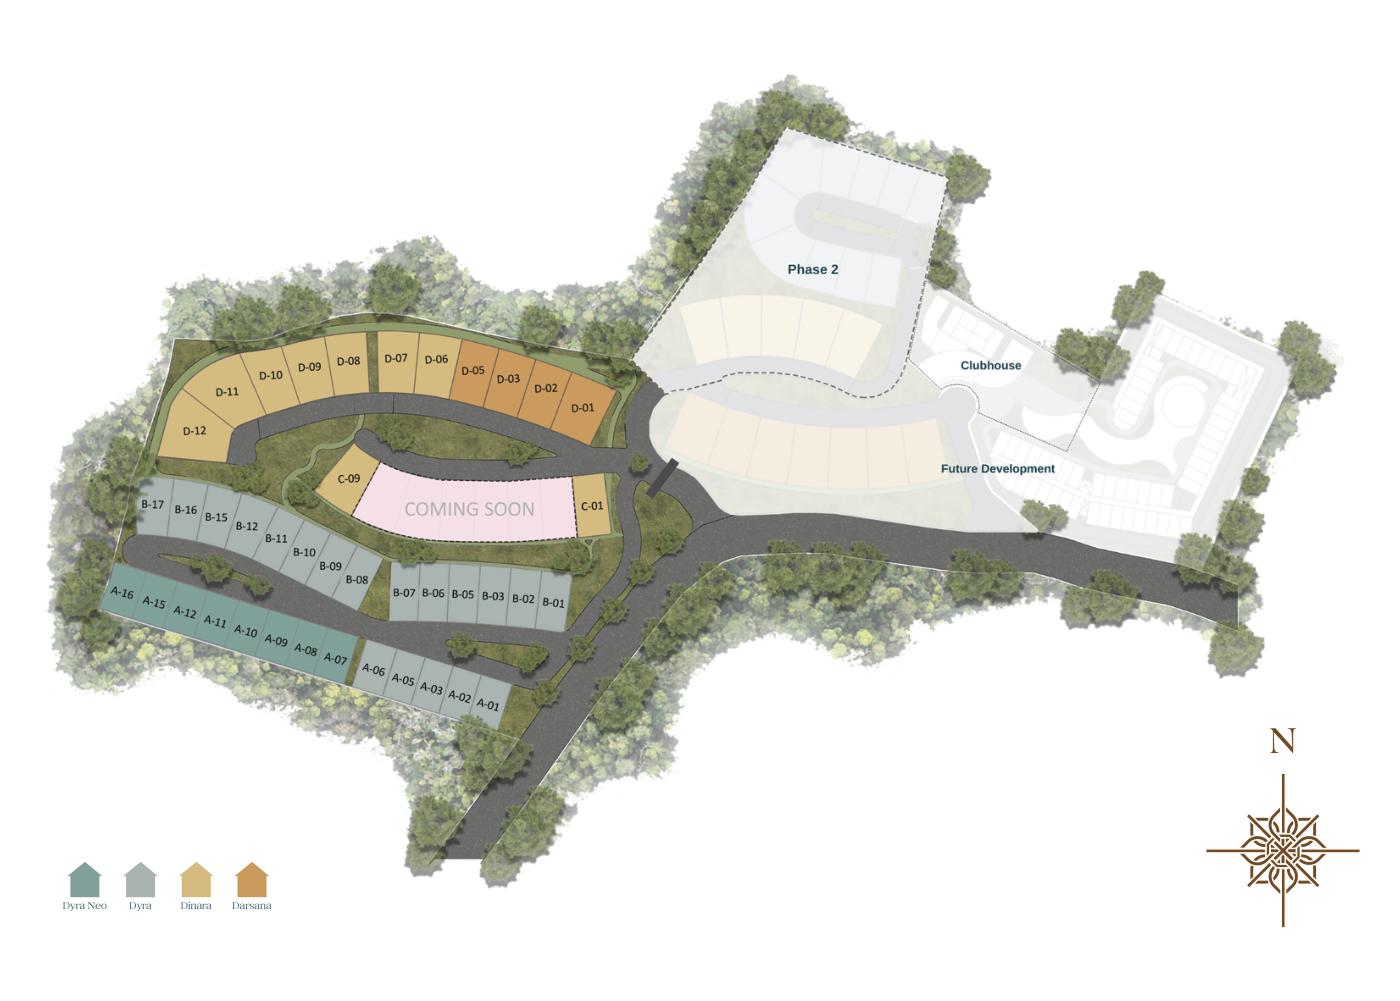 Phase 2
Clubhouse
Future Development
D-12
D-11
D-10
D-09
D-08
D-07
D-06
D-05
D-03
D-02
D-01
C-09
COMING SOON
C-01
B-17
B-16
B-15
B-12
B-11
B-10
B-09
B-08
B-07
B-06
B-05
B-03
B-02
B-01
A-16
A-15
A-12
A-11
A-10
A-09
A-08
A-07
A-06
A-05
A-03
A-02
A-01
N
Dyra Neo
Dyra
Dinara
Darsana